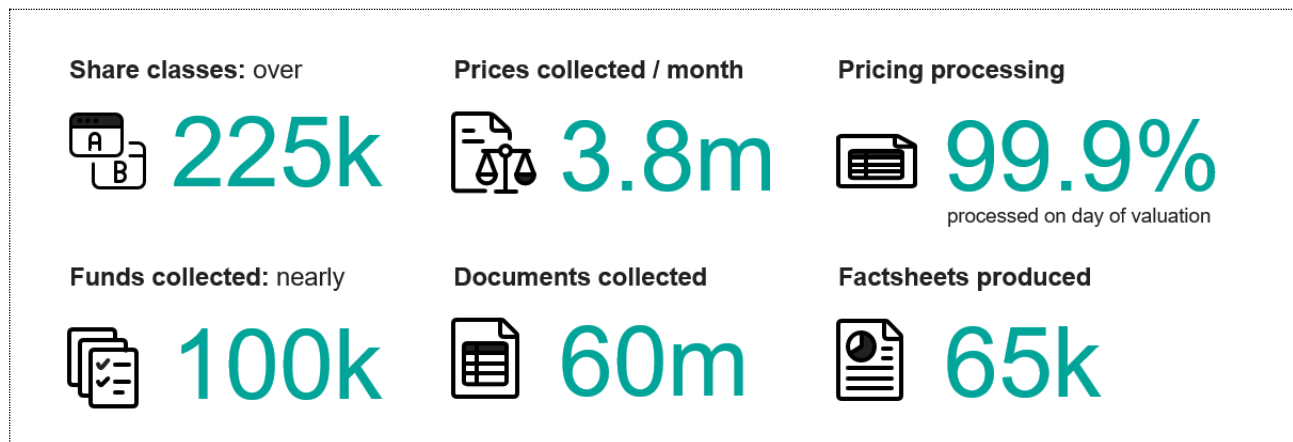 Share classes: over
A
B
225k
Prices collected / month
3.8m
Pricing processing
99.9%
processed on day of valuation
Funds collected: nearly
100k
Documents collected
60m
Factsheets produced
65k